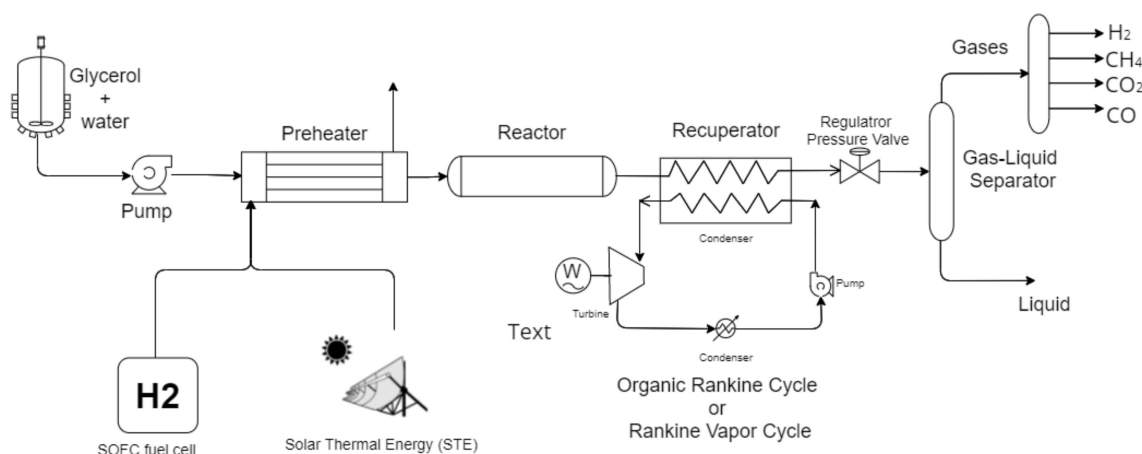 Glycerol
+
water
Pump
Preheater
Reactor
Recuperator
Condenser
Regulatror
Pressure Valve
Gases
H₂
CH₄
CO₂
CO
Gas-Liquid
Separator
Liquid
W
Turbine
Pump
Condenser
Text
Organic Rankine Cycle
or
Rankine Vapor Cycle
H2
SOFC fuel cell
Solar Thermal Energy (STE)